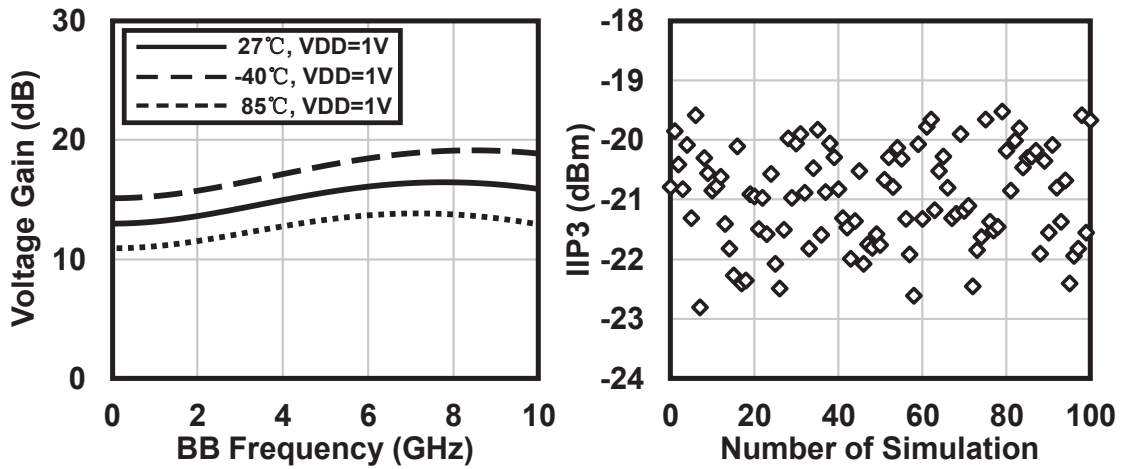 30
20
10
0
Voltage Gain (dB)
27℃, VDD=1V
-40℃, VDD=1V
85℃, VDD=1V
0 2 4 6 8 10
BB Frequency (GHz)
-18
-19
-20
-21
-22
-23
-24
IIP3 (dBm)
0 20 40 60 80 100
Number of Simulation